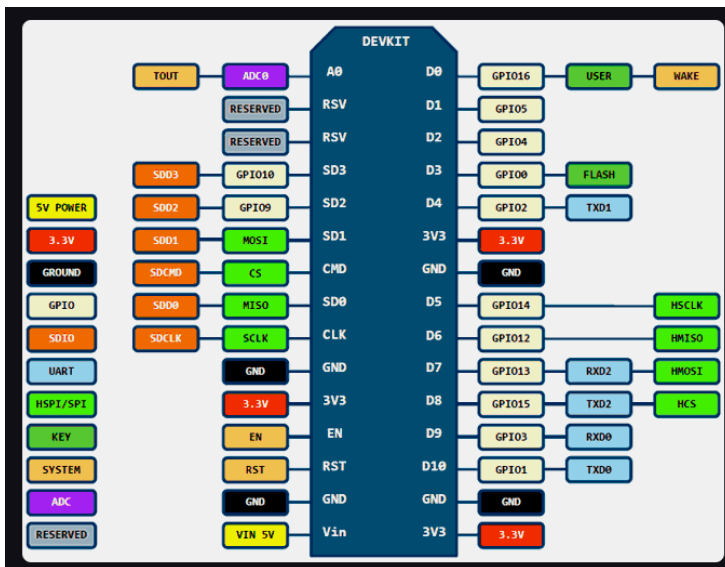 DEVKIT
TOUT ADC0 A0 D0 GPIO16 USER WAKE
RESERVED RSV D1 GPIO5
RESERVED RSV D2 GPIO4
SDD3 GPIO10 SD3 D3 GPIO0 FLASH
5V POWER SDD2 GPIO9 SD2 D4 GPIO2 TXD1
3.3V SDD1 MOSI SD1 3V3 3.3V
GROUND SDCMD CS CMD GND GND
GPIO SDD0 MISO SD0 D5 GPIO14 HSCLK
SDIO SDCLK SCLK CLK D6 GPIO12 HMISO
UART GND GND D7 GPIO13 RXD2 HMOSI
HSPI/SPI 3.3V 3V3 D8 GPIO15 TXD2 HCS
KEY EN EN D9 GPIO3 RXD0
SYSTEM RST RST D10 GPIO1 TXD0
ADC GND GND GND GND
RESERVED VIN 5V Vin 3V3 3.3V